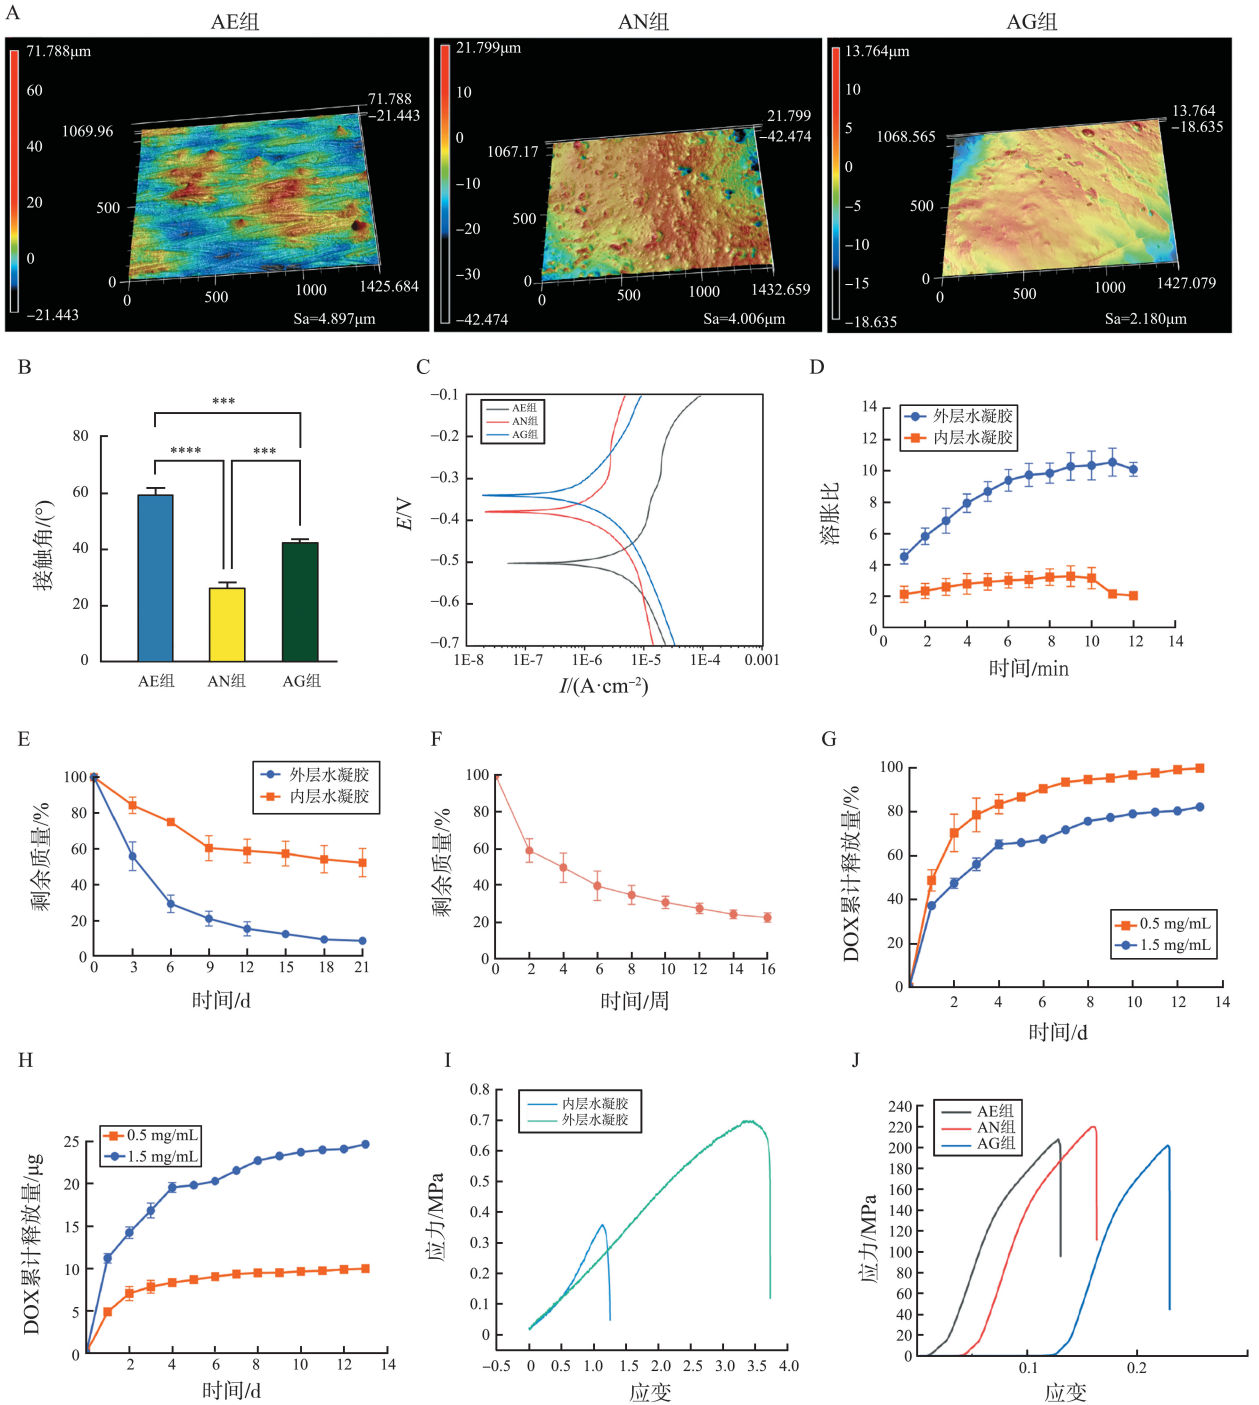 A
AE组
AN组
AG组
71.788μm
60
40
20
0
−21.443
71.788
−21.443
1069.96
500
0
0
500
1000
1425.684
Sa=4.897μm
21.799μm
10
0
−10
−20
−30
−42.474
21.799
−42.474
1067.17
500
0
0
500
1000
1432.659
Sa=4.006μm
13.764μm
10
5
0
−5
−10
−15
−18.635
13.764
−18.635
1068.565
500
0
0
500
1000
1427.079
Sa=2.180μm
B
接触角/(°)
80
60
40
20
0
***
****
***
AE组
AN组
AG组
C
E/V
−0.1
−0.2
−0.3
−0.4
−0.5
−0.6
−0.7
AE组
AN组
AG组
1E-8
1E-7
1E-6
1E-5
1E-4
0.001
I/(A·cm⁻²)
D
溶胀比
14
12
10
8
6
4
2
0
外层水凝胶
内层水凝胶
2
4
6
8
10
12
14
时间/min
E
剩余质量/%
100
80
60
40
20
0
外层水凝胶
内层水凝胶
0
3
6
9
12
15
18
21
时间/d
F
剩余质量/%
100
80
60
40
20
0
0
2
4
6
8
10
12
14
16
时间/周
G
DOX累计释放量/%
100
80
60
40
20
0
0.5 mg/mL
1.5 mg/mL
2
4
6
8
10
12
14
时间/d
H
DOX累计释放量/μg
25
20
15
10
5
0
0.5 mg/mL
1.5 mg/mL
2
4
6
8
10
12
14
时间/d
I
应力/MPa
0.8
0.7
0.6
0.5
0.4
0.3
0.2
0.1
0
内层水凝胶
外层水凝胶
−0.5
0
0.5
1.0
1.5
2.0
2.5
3.0
3.5
4.0
应变
J
应力/MPa
240
220
200
180
160
140
120
100
80
60
40
20
0
AE组
AN组
AG组
0.1
0.2
应变